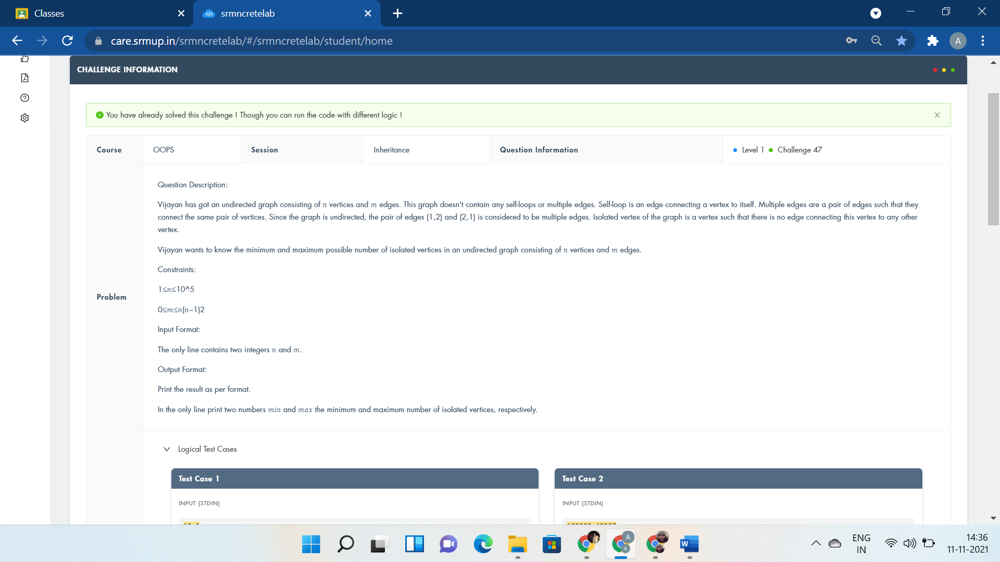 Classes
srmncretelab
care.srmup.in/srmncretelab/#/srmncretelab/student/home
A
CHALLENGE INFORMATION
You have already solved this challenge ! Though you can run the code with different logic !
Course OOPS Session Inheritance Question Information Level 1 Challenge 47
Problem
Question Description:
Vijayan has got an undirected graph consisting of n vertices and m edges. This graph doesn't contain any self-loops or multiple edges. Self-loop is an edge connecting a vertex to itself. Multiple edges are a pair of edges such that they
connect the same pair of vertices. Since the graph is undirected, the pair of edges (1,2) and (2,1) is considered to be multiple edges. Isolated vertex of the graph is a vertex such that there is no edge connecting this vertex to any other
vertex.
Vijayan wants to know the minimum and maximum possible number of isolated vertices in an undirected graph consisting of n vertices and m edges.
Constraints:
1≤n≤10^5
0≤m≤n(n−1)2
Input Format:
The only line contains two integers n and m.
Output Format:
Print the result as per format.
In the only line print two numbers min and max the minimum and maximum number of isolated vertices, respectively.
Logical Test Cases
Test Case 1
INPUT (STDIN)
Test Case 2
INPUT (STDIN)
A
A
W
ENG
IN
14:36
11-11-2021